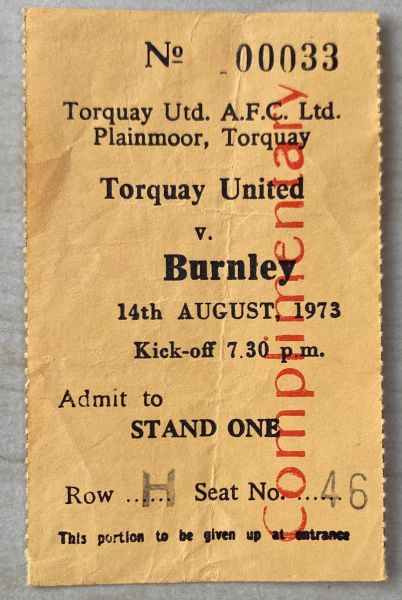 Nº 00033
Torquay Utd. A.F.C. Ltd.
Plainmoor, Torquay
Torquay United
v.
Burnley
14th AUGUST, 1973
Kick-off 7.30 p.m.
Admit to
STAND ONE
Row ...H... Seat No. ...46
This portion to be given up at entrance
Complimentary